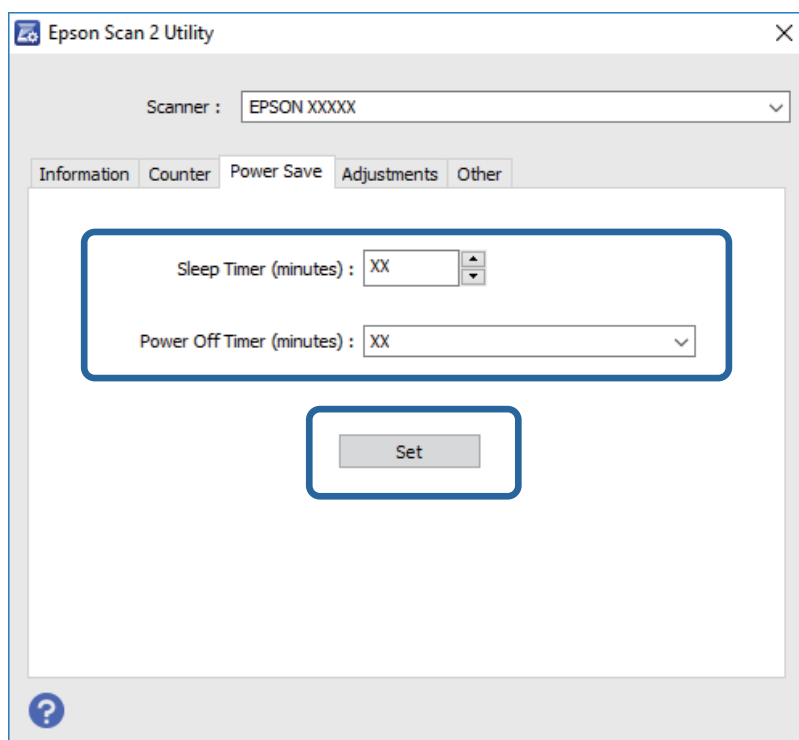 Epson Scan 2 Utility
Scanner : EPSON XXXXX
Information Counter Power Save Adjustments Other
Sleep Timer (minutes) : XX
Power Off Timer (minutes) : XX
Set
?